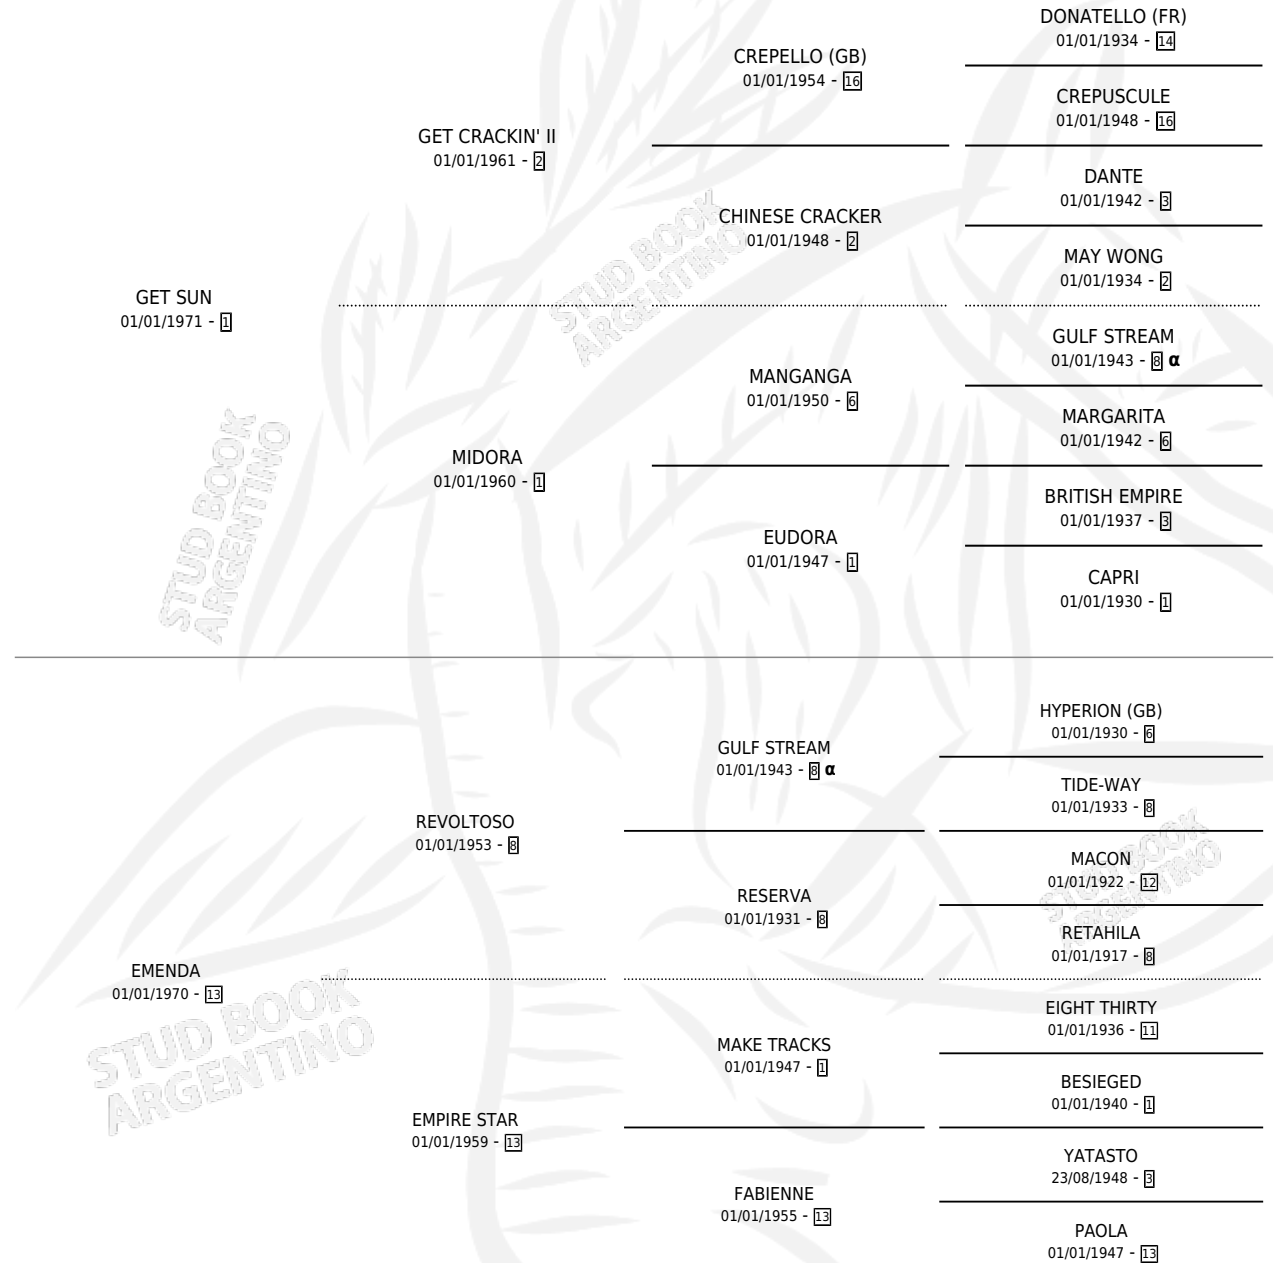 DONATELLO (FR)
01/01/1934 - 14
CREPELLO (GB)
01/01/1954 - 16
CREPUSCULE
01/01/1948 - 16
GET CRACKIN' II
01/01/1961 - 2
DANTE
01/01/1942 - 3
CHINESE CRACKER
01/01/1948 - 2
MAY WONG
01/01/1934 - 2
GET SUN
01/01/1971 - 1
GULF STREAM
01/01/1943 - 8 α
MANGANGA
01/01/1950 - 6
MARGARITA
01/01/1942 - 6
MIDORA
01/01/1960 - 1
BRITISH EMPIRE
01/01/1937 - 3
EUDORA
01/01/1947 - 1
CAPRI
01/01/1930 - 1
HYPERION (GB)
01/01/1930 - 6
GULF STREAM
01/01/1943 - 8 α
TIDE-WAY
01/01/1933 - 8
REVOLTOSO
01/01/1953 - 8
MACON
01/01/1922 - 12
RESERVA
01/01/1931 - 8
RETAHILA
01/01/1917 - 8
EMENDA
01/01/1970 - 13
EIGHT THIRTY
01/01/1936 - 11
MAKE TRACKS
01/01/1947 - 1
BESIEGED
01/01/1940 - 1
EMPIRE STAR
01/01/1959 - 13
YATASTO
23/08/1948 - 3
FABIENNE
01/01/1955 - 13
PAOLA
01/01/1947 - 13
STUD BOOK
ARGENTINO
STUD BOOK
ARGENTINO
STUD BOOK
ARGENTINO
STUD BOOK
ARGENTINO